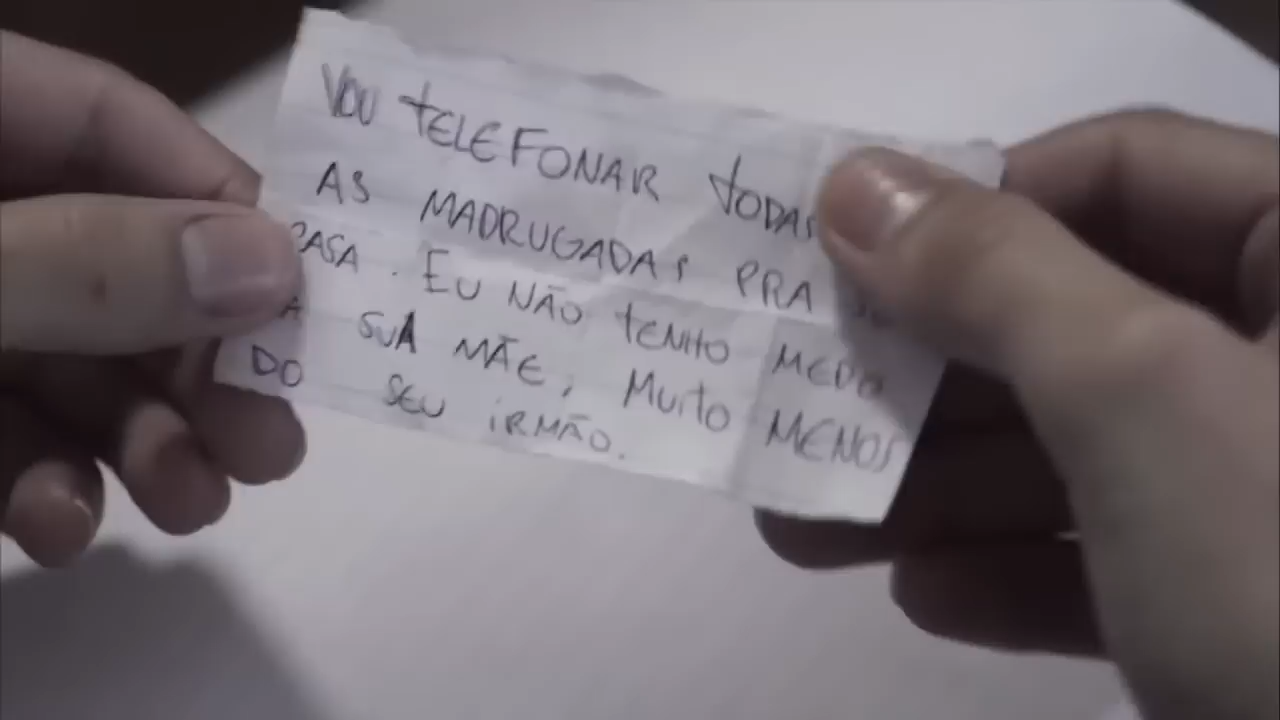 VOU TELEFONAR TODAS
AS MADRUGADAS PRA
CASA. EU NÃO TENHO MEDO
A SUA MÃE, MUITO MENOS
DO SEU IRMÃO.